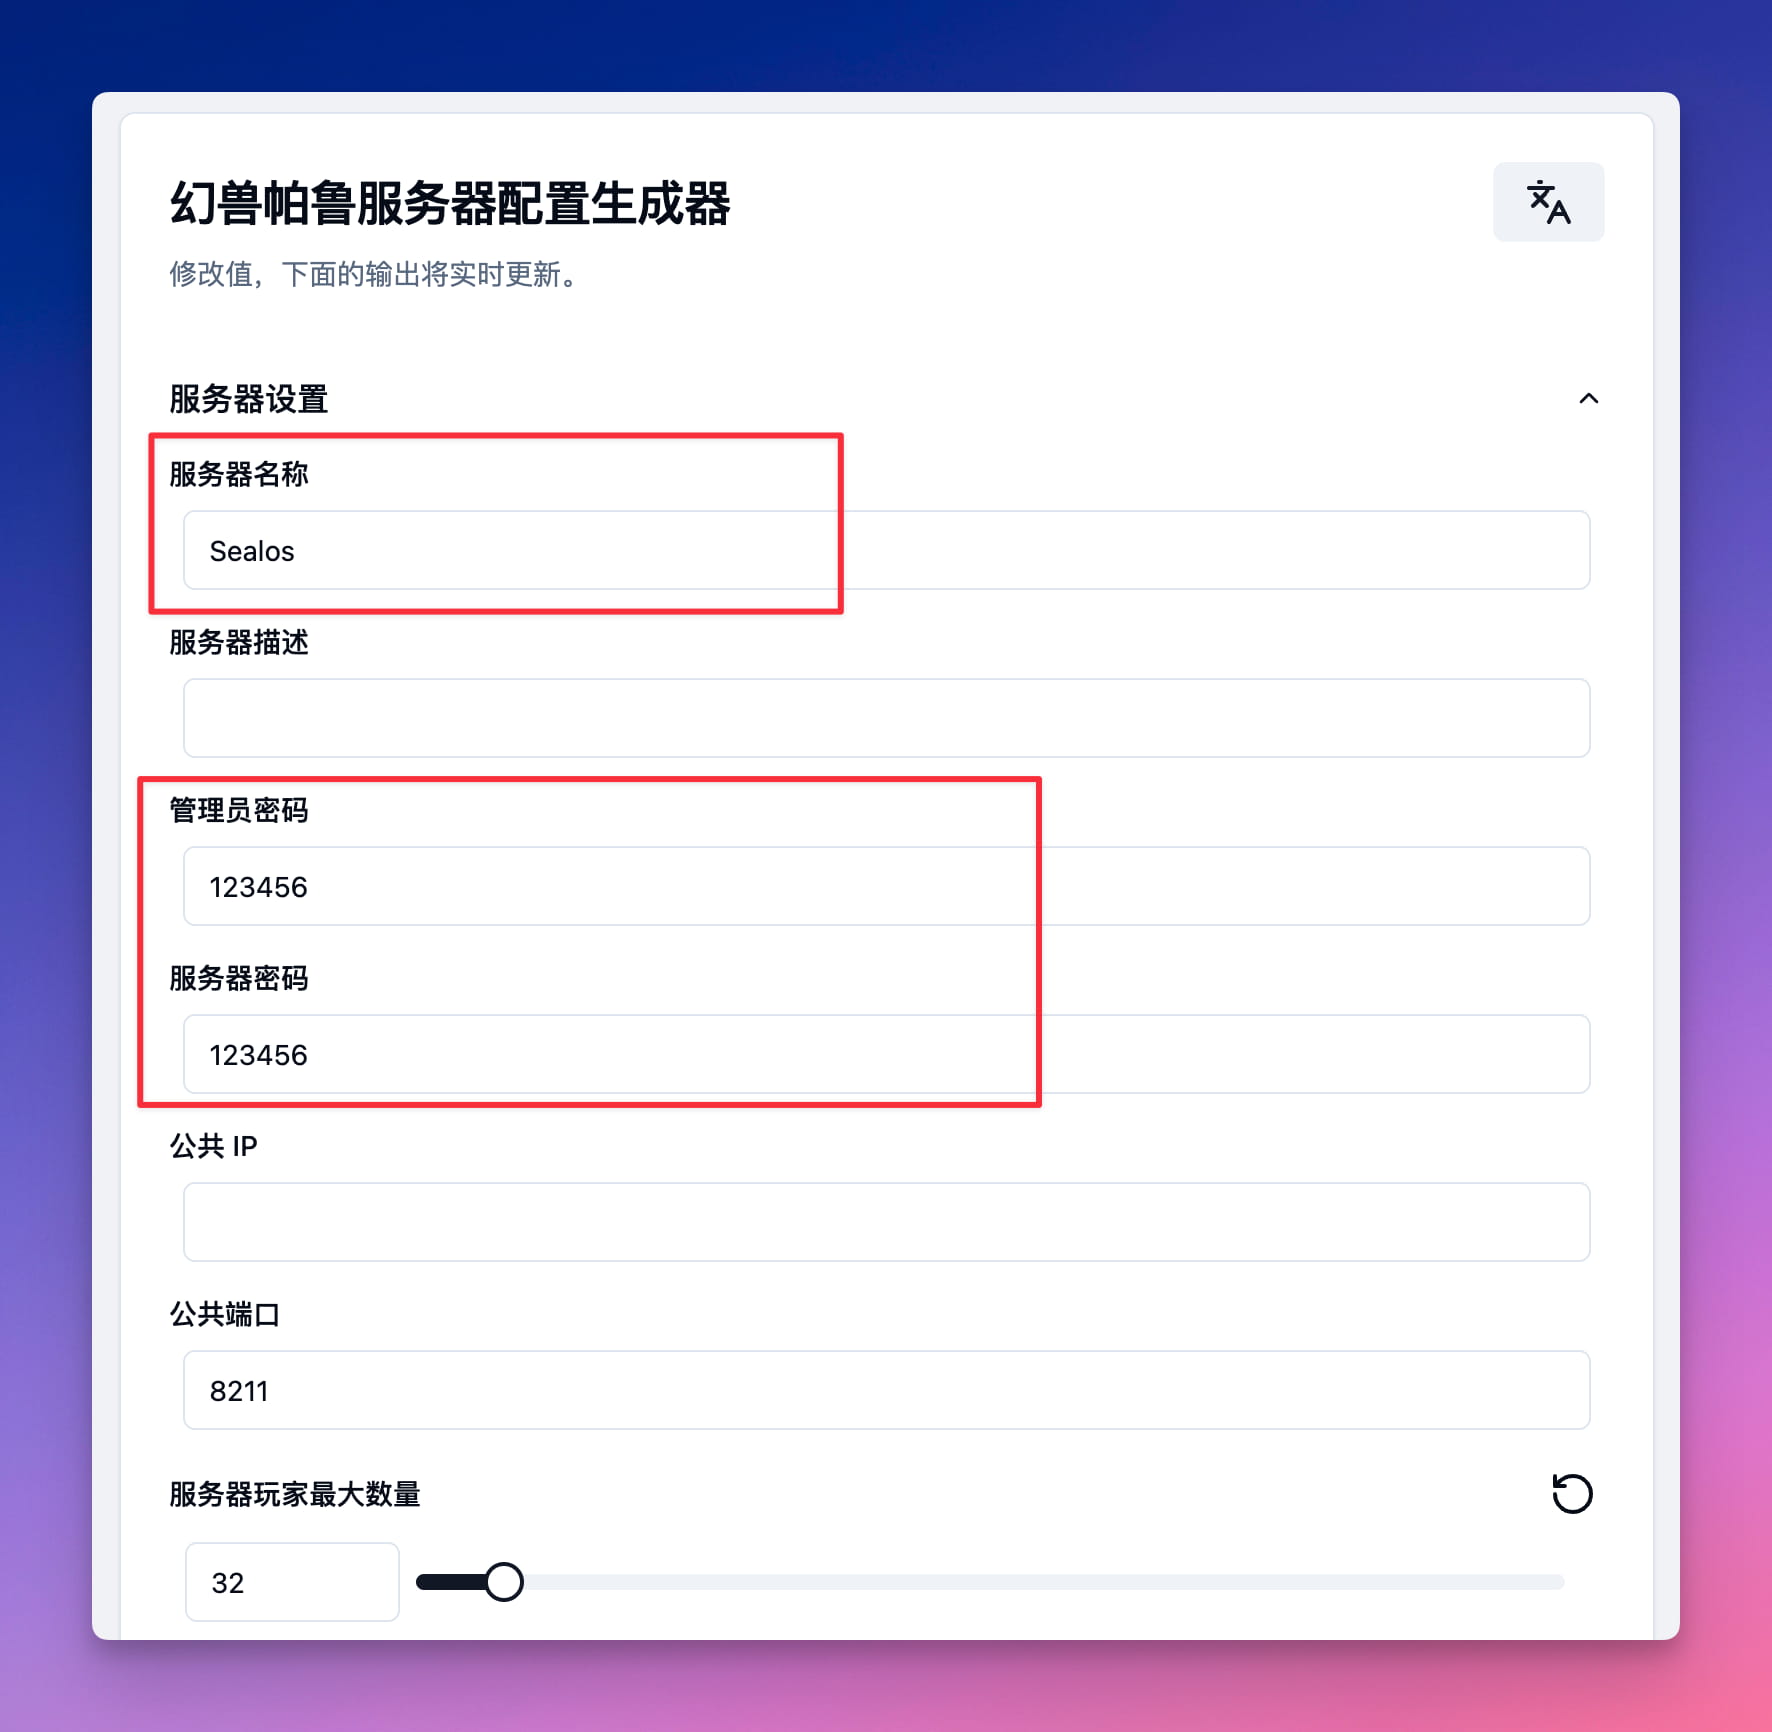 幻兽帕鲁服务器配置生成器
修改值，下面的输出将实时更新。
服务器设置
服务器名称
Sealos
服务器描述
管理员密码
123456
服务器密码
123456
公共 IP
公共端口
8211
服务器玩家最大数量
32